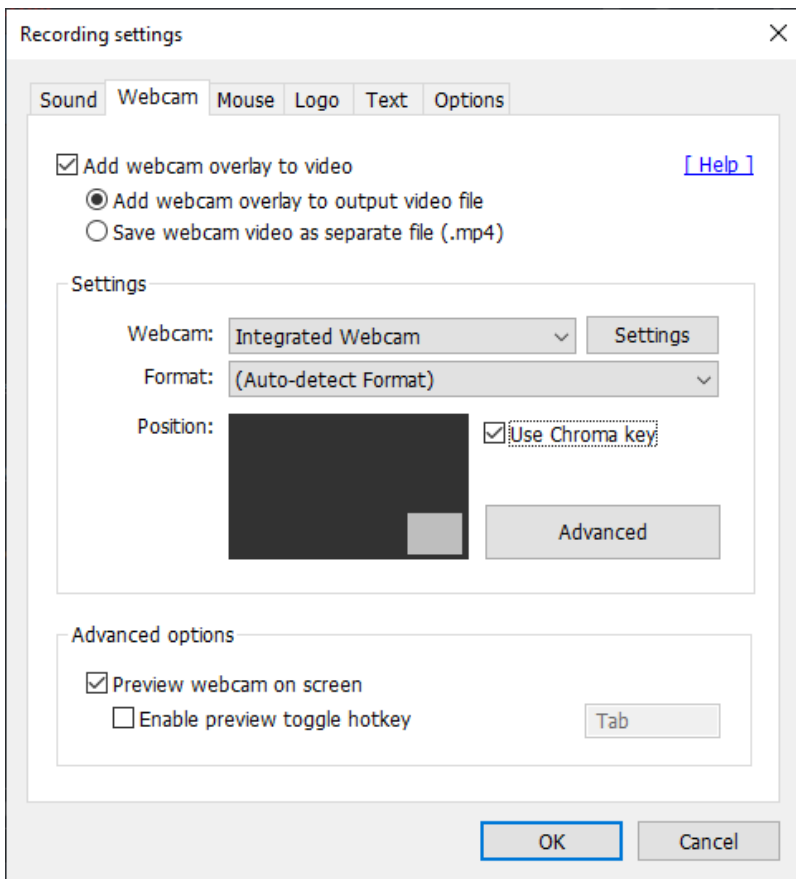 Recording settings
Sound Webcam Mouse Logo Text Options
Add webcam overlay to video [ Help ]
Add webcam overlay to output video file
Save webcam video as separate file (.mp4)
Settings
Webcam: Integrated Webcam Settings
Format: (Auto-detect Format)
Position: Use Chroma key
Advanced
Advanced options
Preview webcam on screen
Enable preview toggle hotkey Tab
OK Cancel